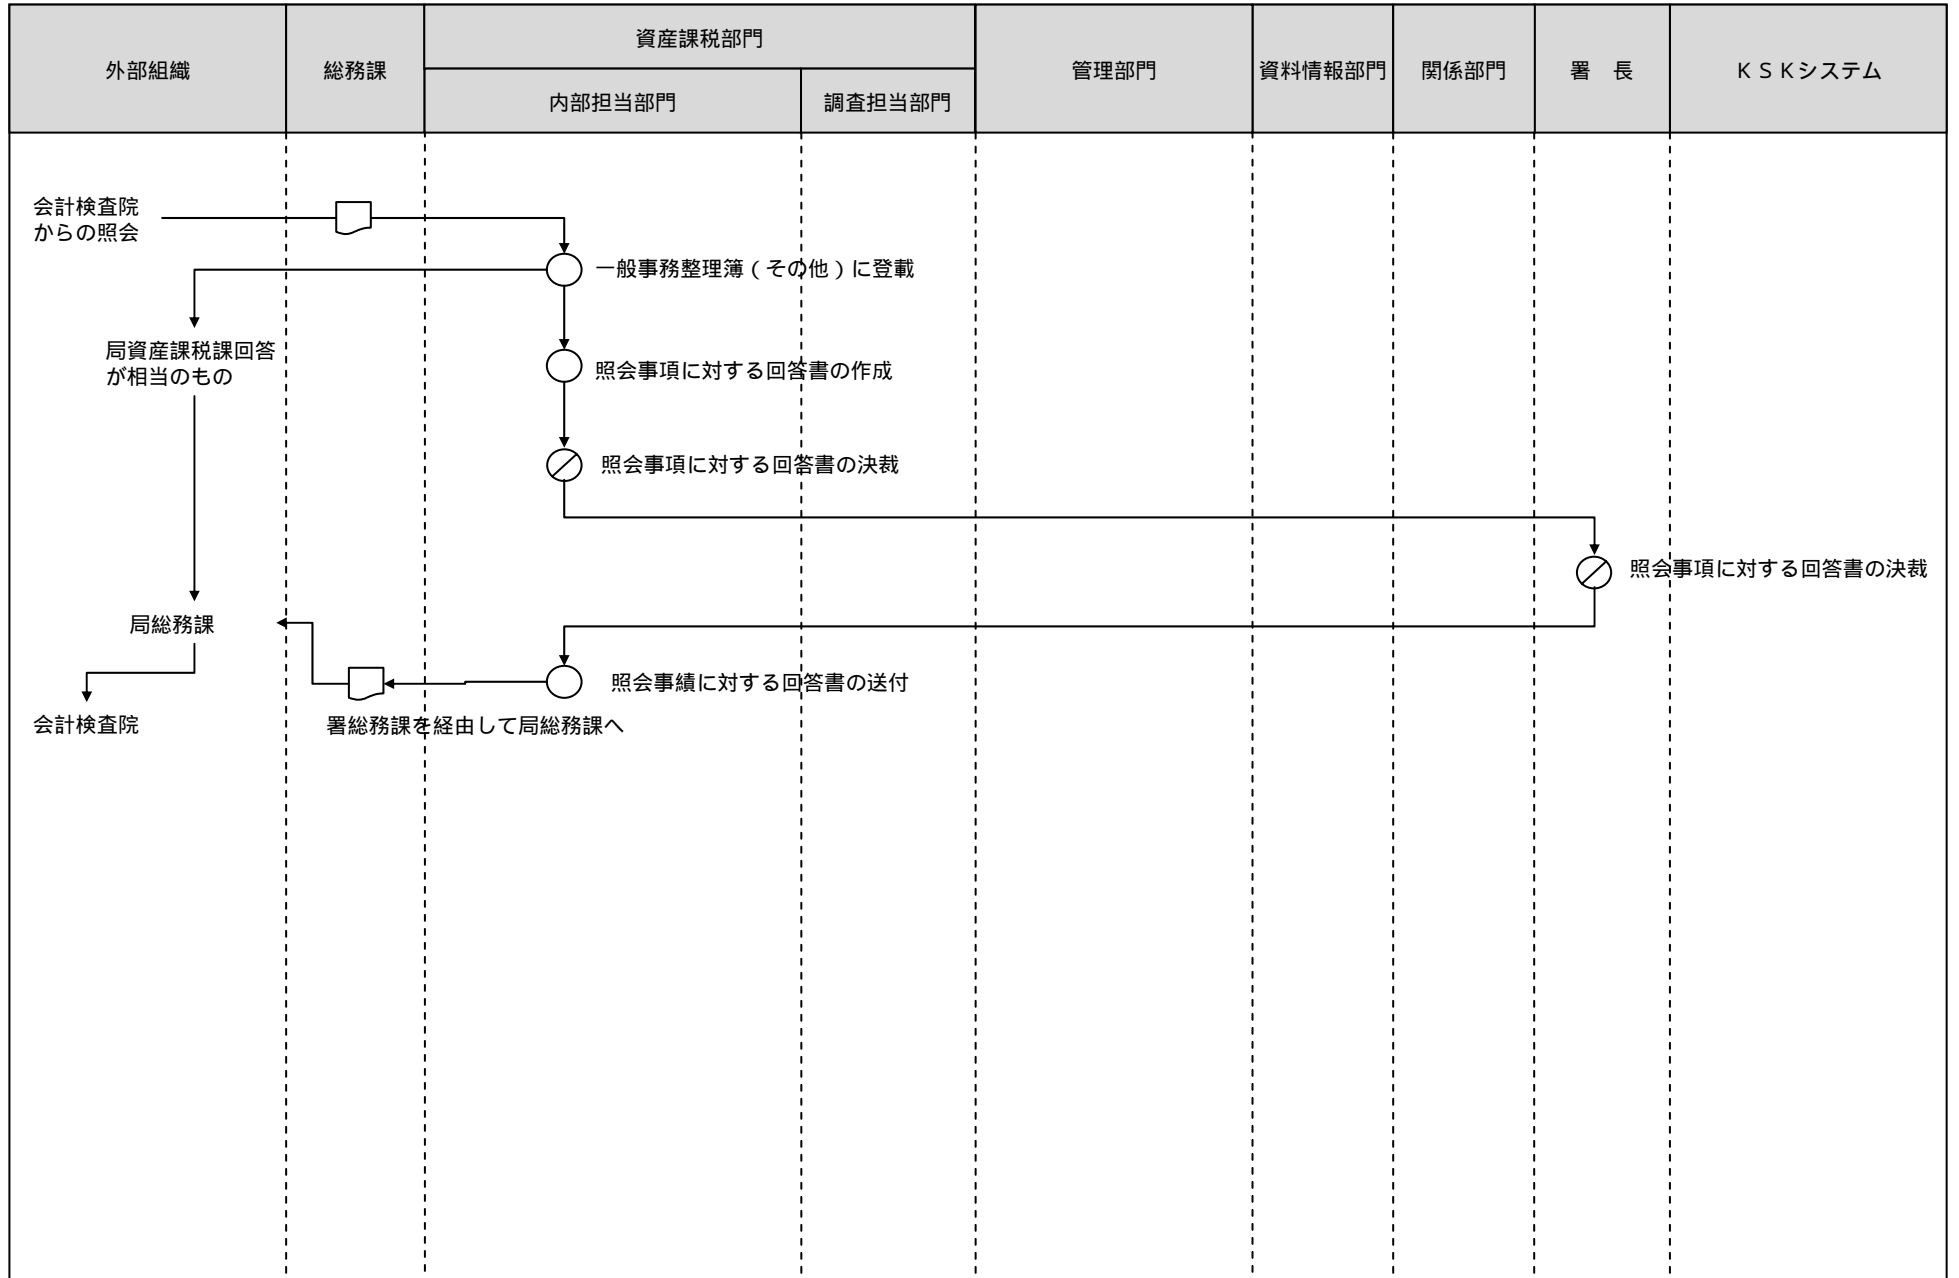 外部組織
総務課
資産課税部門
内部担当部門
調査担当部門
管理部門
資料情報部門
関係部門
署　長
ＫＳＫシステム
会計検査院
からの照会
一般事務整理簿（その他）に登載
局資産課税課回答
が相当のもの
照会事項に対する回答書の作成
照会事項に対する回答書の決裁
照会事項に対する回答書の決裁
局総務課
照会事績に対する回答書の送付
会計検査院
署総務課を経由して局総務課へ